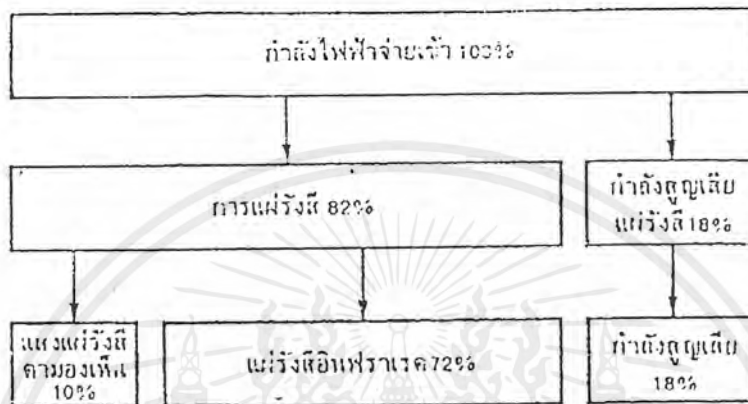 กำลังไฟฟ้าจ่ายเข้า 100%
การแผ่รังสี 82%
กำลังสูญเสีย
แผ่รังสี 18%
แสงแผ่รังสี
ตามองเห็น
10%
แผ่รังสีอินฟราเรด 72%
กำลังสูญเสีย
18%